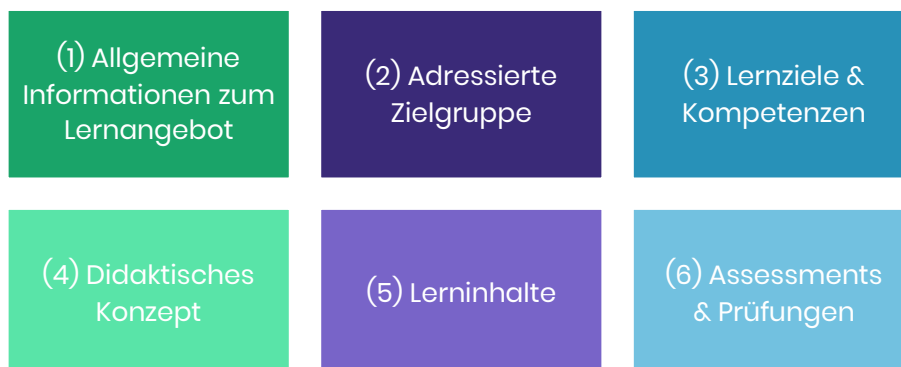 (1) Allgemeine
Informationen zum
Lernangebot
(2) Adressierte
Zielgruppe
(3) Lernziele &
Kompetenzen
(4) Didaktisches
Konzept
(5) Lerninhalte
(6) Assessments
& Prüfungen